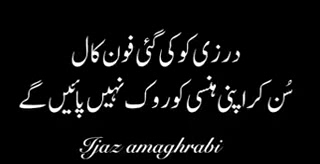 درزی کو کی گئی فون کال
سُن کر اپنی ہنسی کو روک نہیں پائیں گے
Ijaz amaghrabi